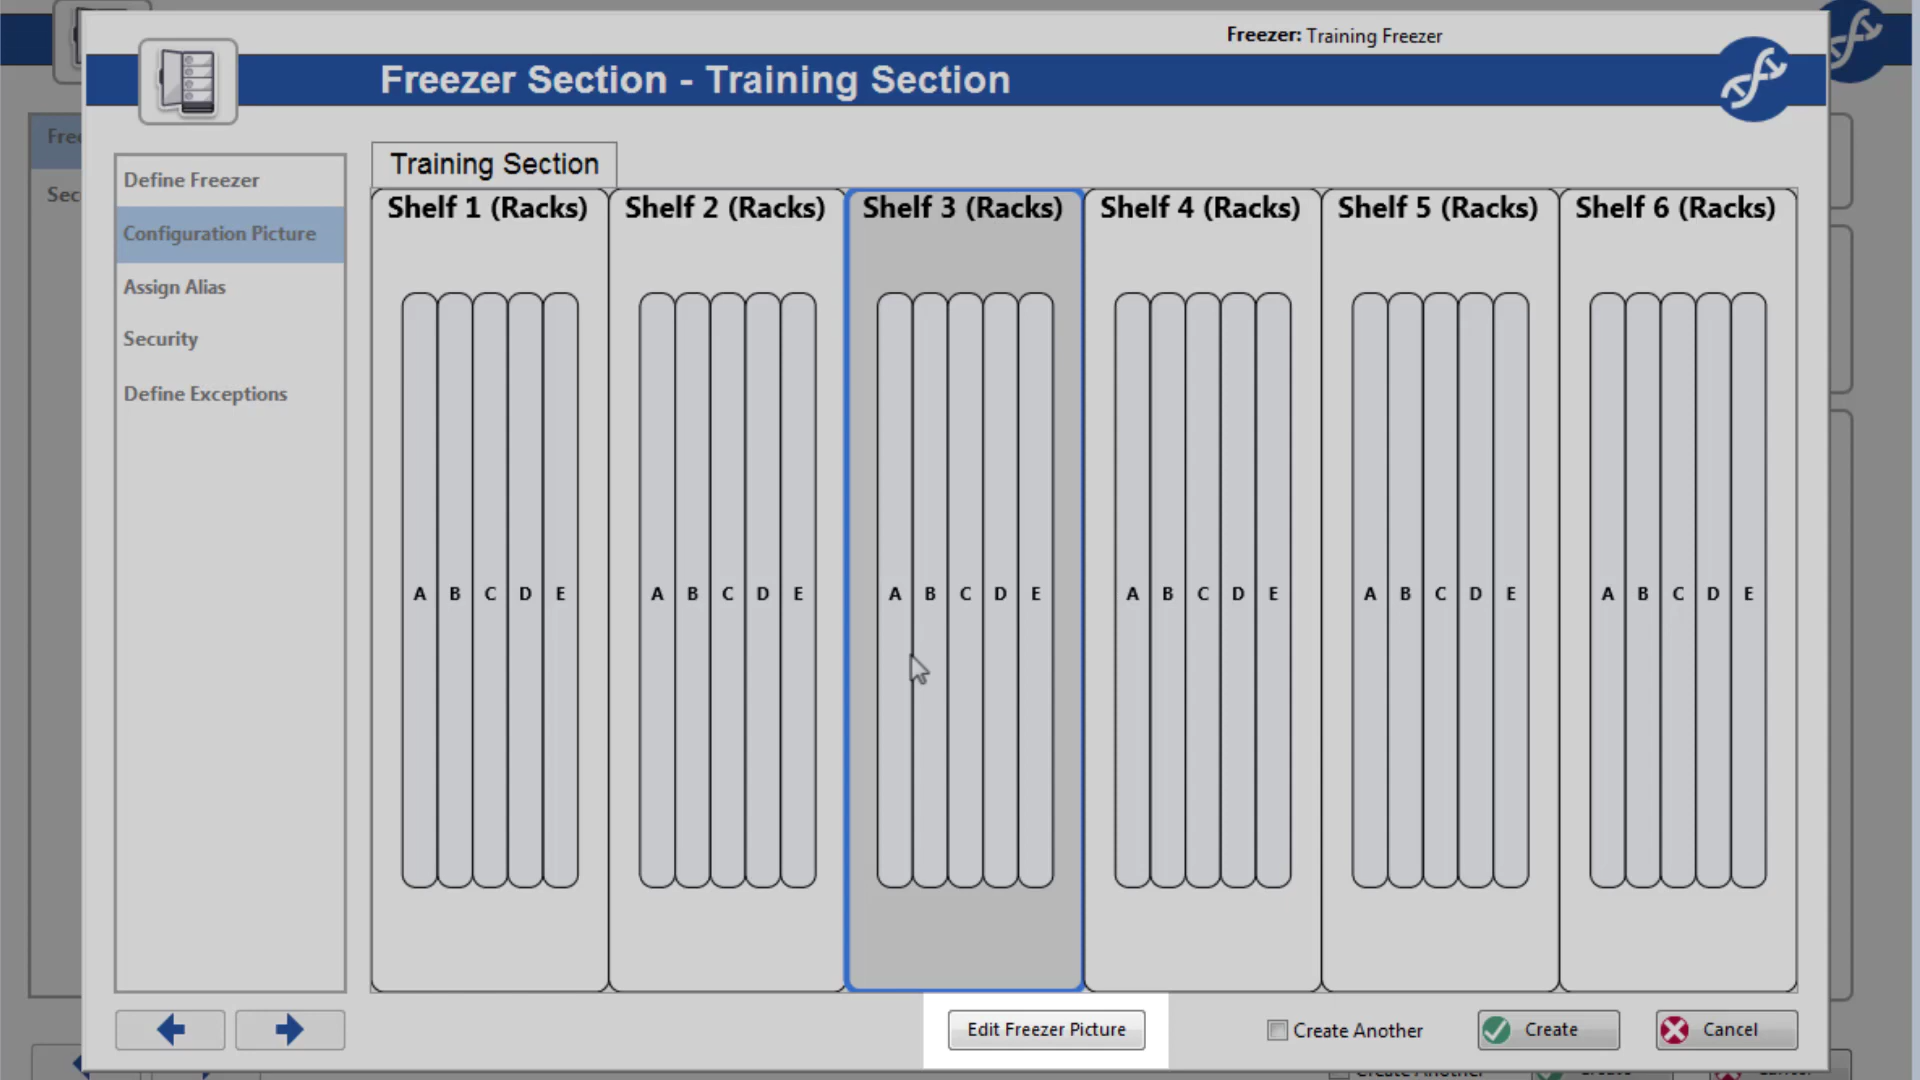 Freezer: Training Freezer
Freezer Section - Training Section
Free
Sec
Define Freezer
Configuration Picture
Assign Alias
Security
Define Exceptions
Training Section
Shelf 1 (Racks) Shelf 2 (Racks) Shelf 3 (Racks) Shelf 4 (Racks) Shelf 5 (Racks) Shelf 6 (Racks)
A B C D E A B C D E A B C D E A B C D E A B C D E A B C D E
Edit Freezer Picture
Create Another
Create
Cancel